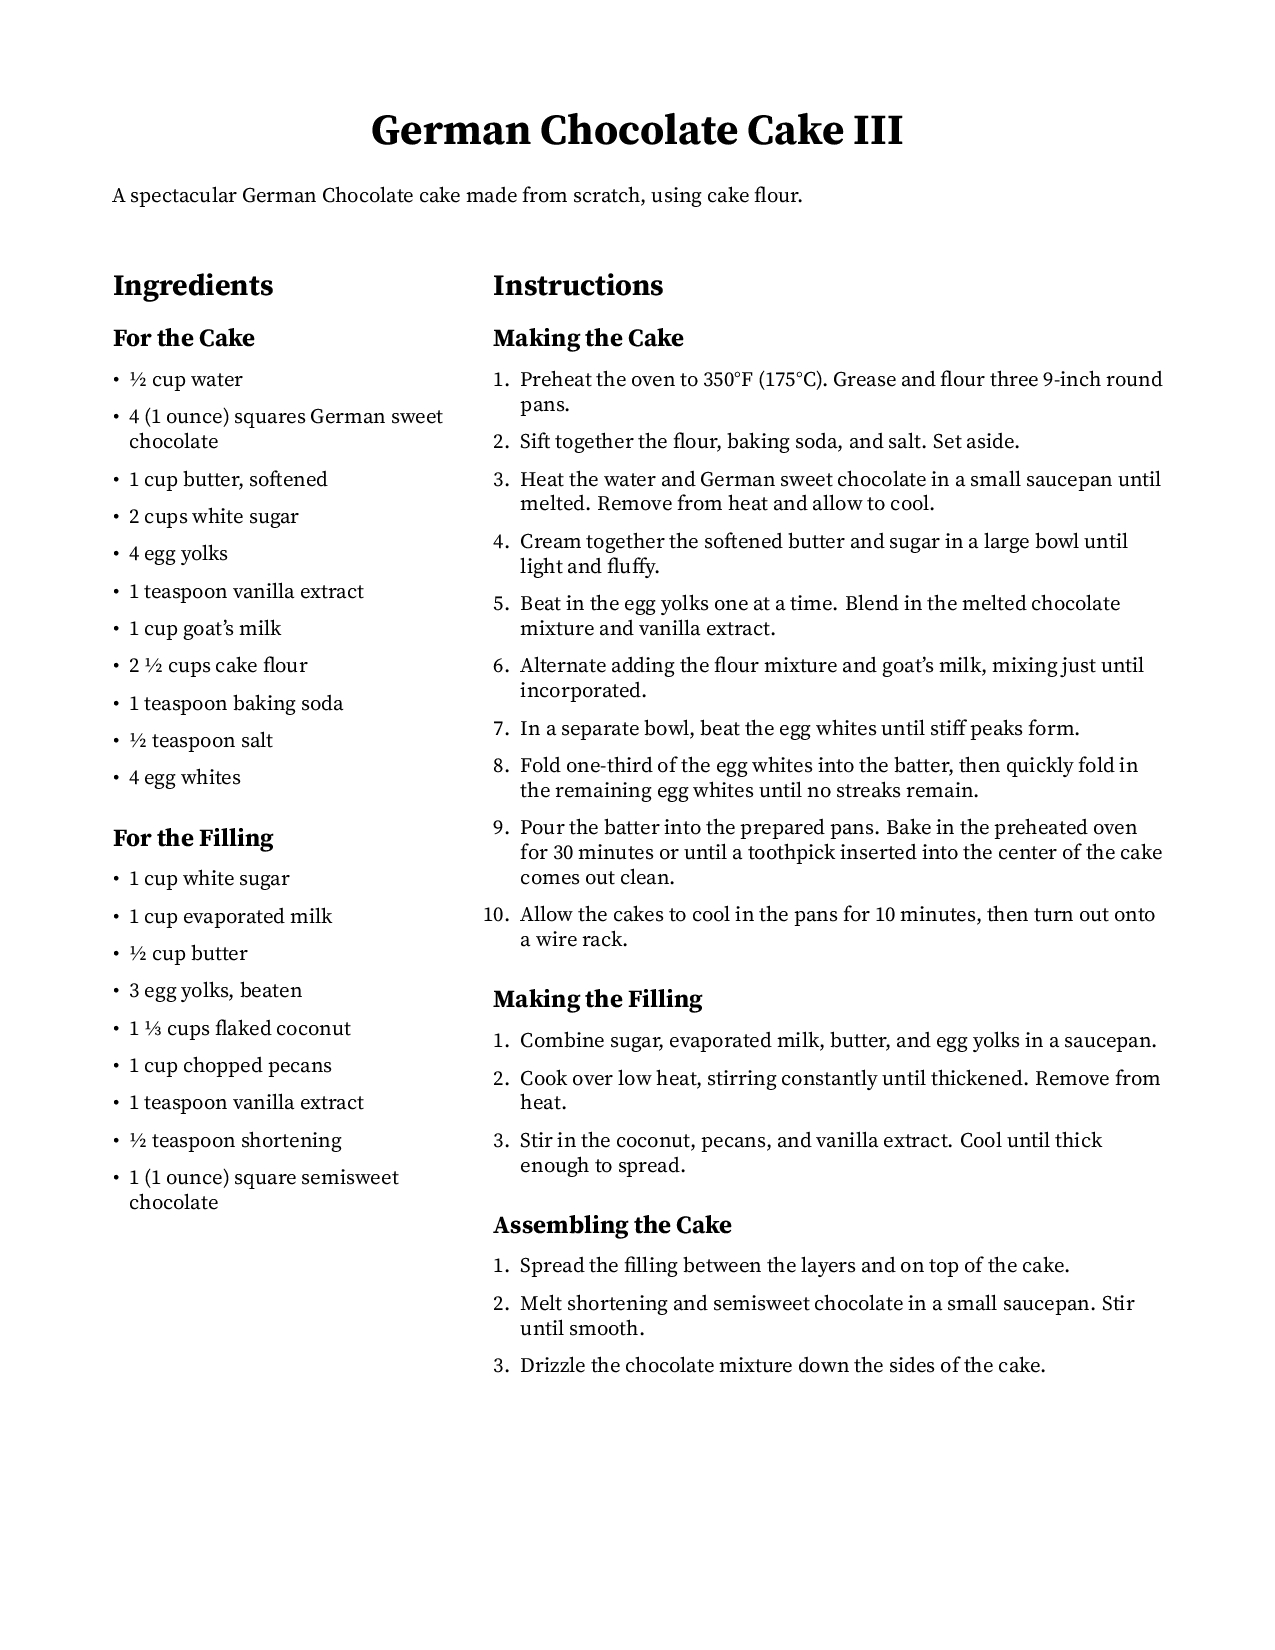 German Chocolate Cake III
A spectacular German Chocolate cake made from scratch, using cake flour.
Ingredients
For the Cake
• ½ cup water
• 4 (1 ounce) squares German sweet
chocolate
• 1 cup butter, softened
• 2 cups white sugar
• 4 egg yolks
• 1 teaspoon vanilla extract
• 1 cup goat’s milk
• 2 ½ cups cake flour
• 1 teaspoon baking soda
• ½ teaspoon salt
• 4 egg whites
For the Filling
• 1 cup white sugar
• 1 cup evaporated milk
• ½ cup butter
• 3 egg yolks, beaten
• 1 ⅓ cups flaked coconut
• 1 cup chopped pecans
• 1 teaspoon vanilla extract
• ½ teaspoon shortening
• 1 (1 ounce) square semisweet
chocolate
Instructions
Making the Cake
1. Preheat the oven to 350°F (175°C). Grease and flour three 9-inch round
pans.
2. Sift together the flour, baking soda, and salt. Set aside.
3. Heat the water and German sweet chocolate in a small saucepan until
melted. Remove from heat and allow to cool.
4. Cream together the softened butter and sugar in a large bowl until
light and fluffy.
5. Beat in the egg yolks one at a time. Blend in the melted chocolate
mixture and vanilla extract.
6. Alternate adding the flour mixture and goat’s milk, mixing just until
incorporated.
7. In a separate bowl, beat the egg whites until stiff peaks form.
8. Fold one-third of the egg whites into the batter, then quickly fold in
the remaining egg whites until no streaks remain.
9. Pour the batter into the prepared pans. Bake in the preheated oven
for 30 minutes or until a toothpick inserted into the center of the cake
comes out clean.
10. Allow the cakes to cool in the pans for 10 minutes, then turn out onto
a wire rack.
Making the Filling
1. Combine sugar, evaporated milk, butter, and egg yolks in a saucepan.
2. Cook over low heat, stirring constantly until thickened. Remove from
heat.
3. Stir in the coconut, pecans, and vanilla extract. Cool until thick
enough to spread.
Assembling the Cake
1. Spread the filling between the layers and on top of the cake.
2. Melt shortening and semisweet chocolate in a small saucepan. Stir
until smooth.
3. Drizzle the chocolate mixture down the sides of the cake.